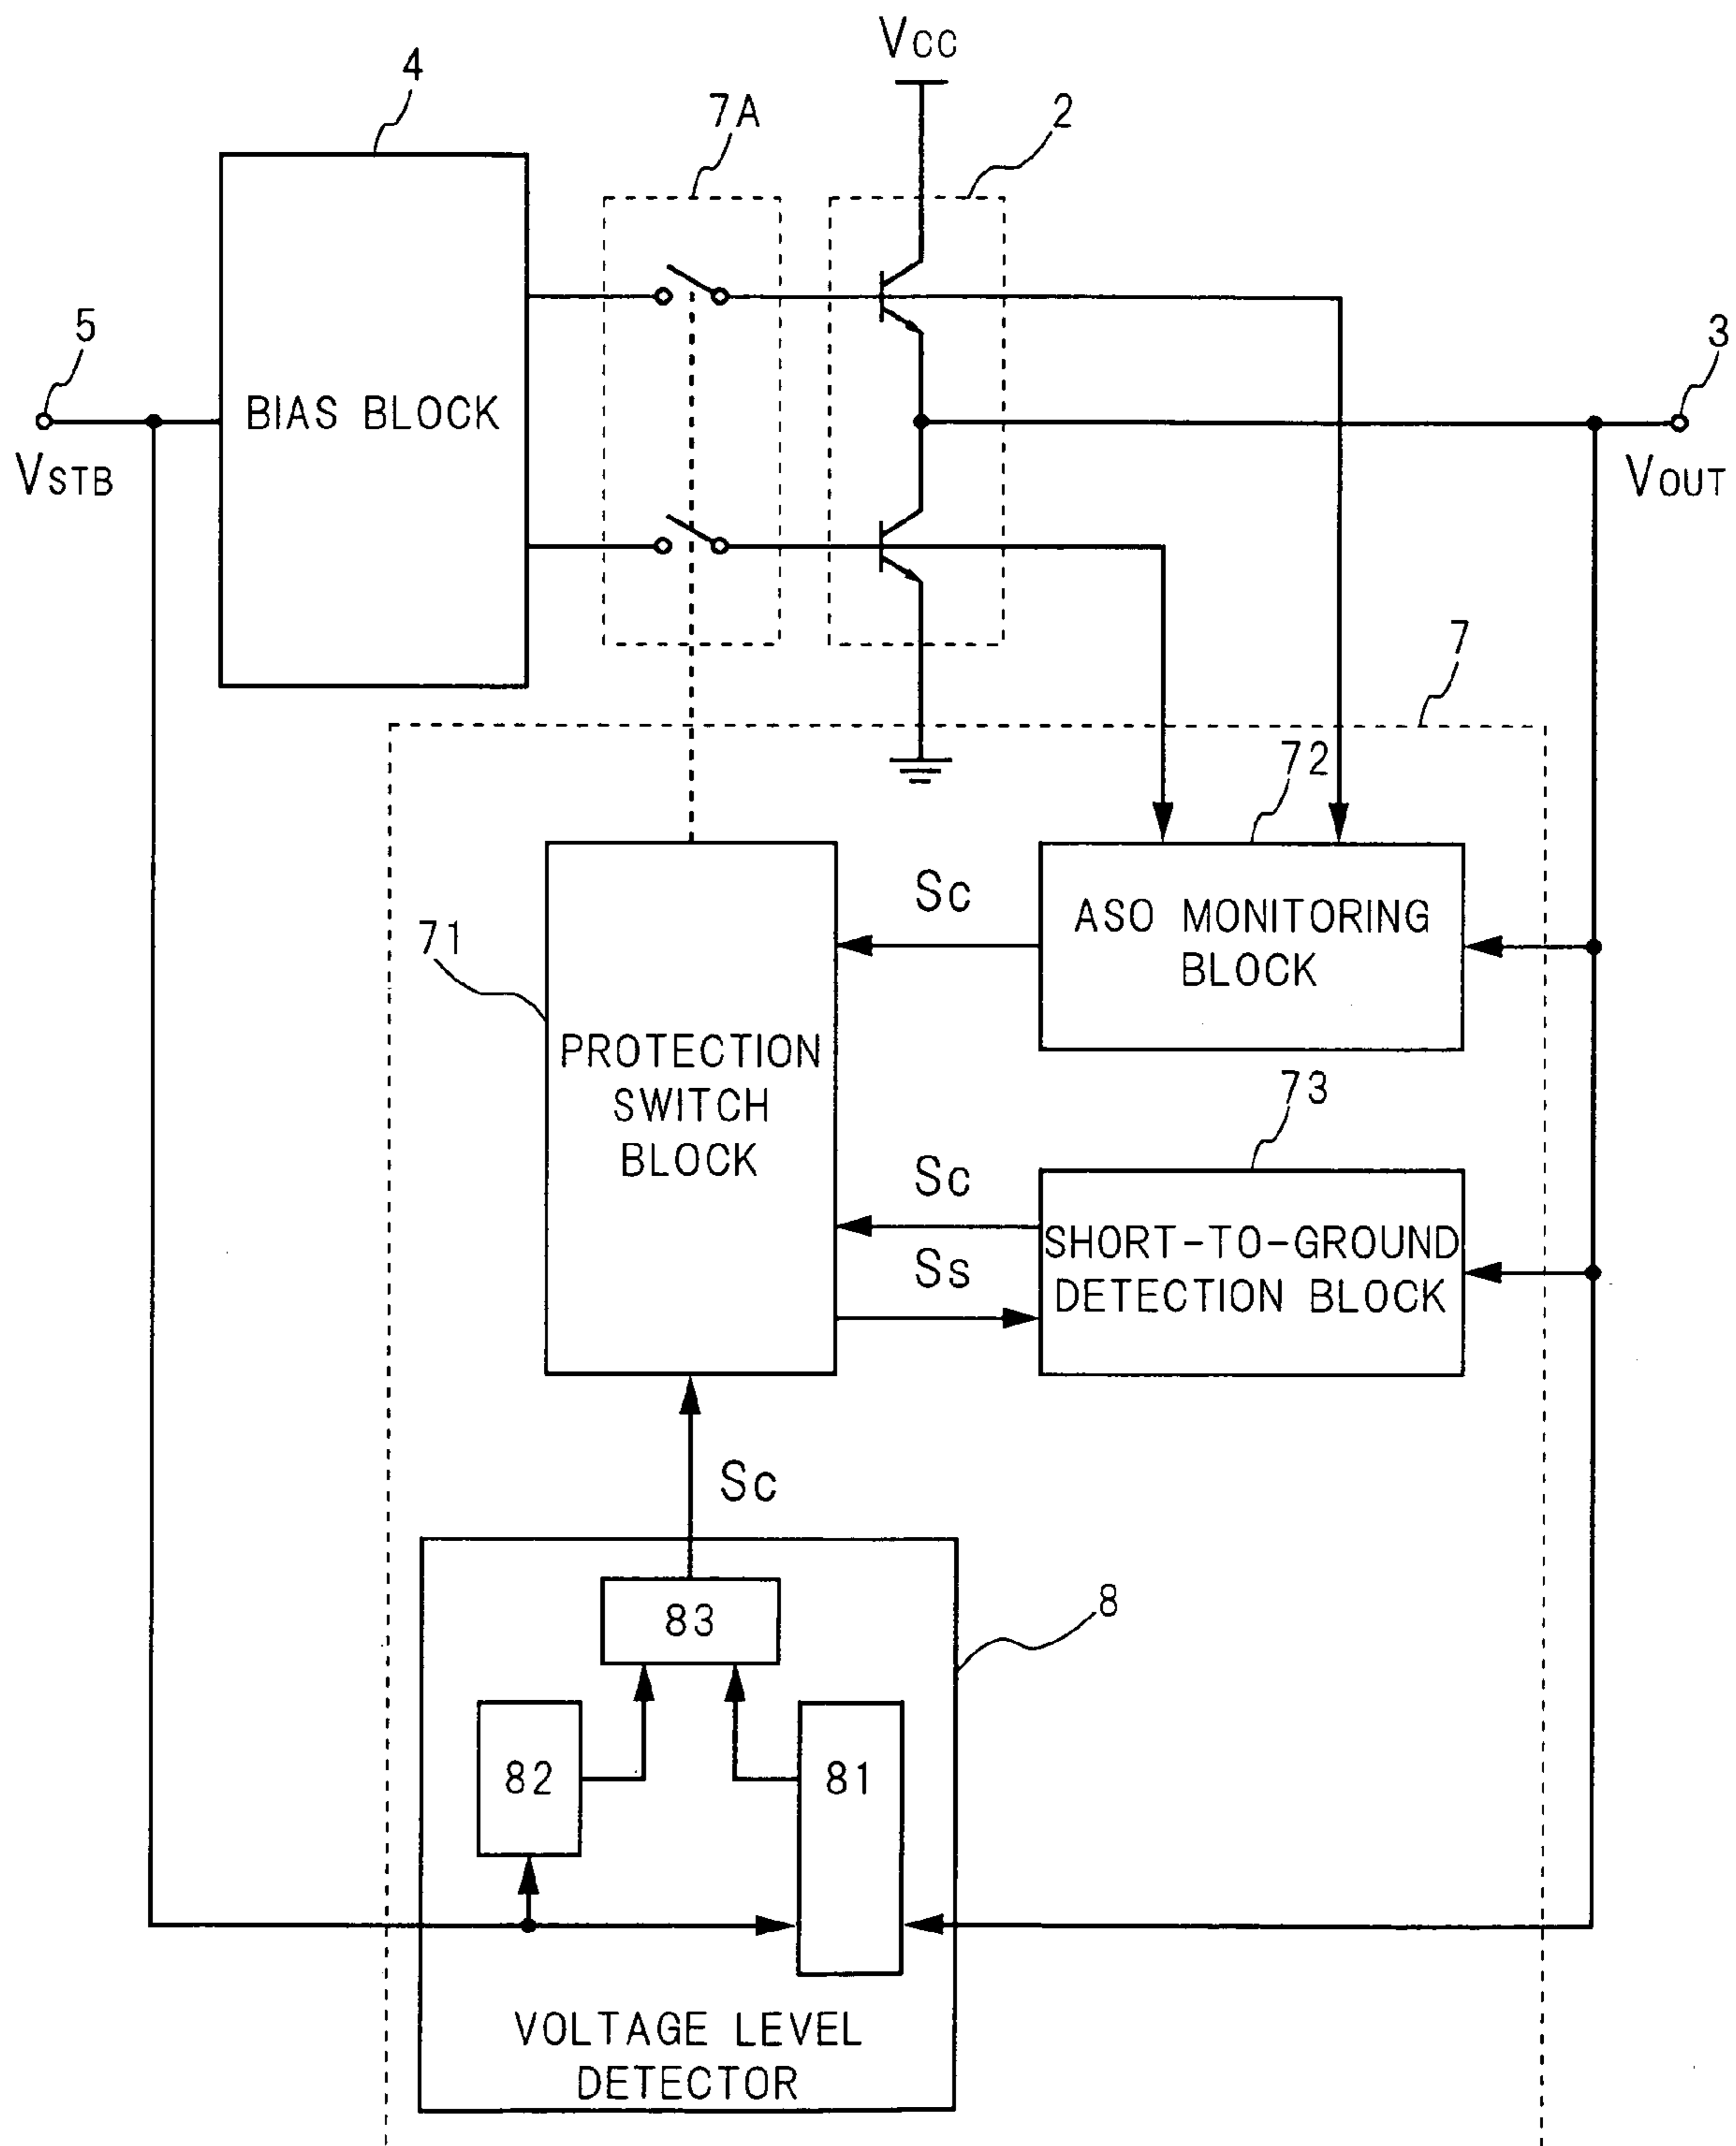 VCC
4
7A
2
5
3
BIAS BLOCK
VSTB
VOUT
7
72
Sc
ASO MONITORING
BLOCK
71
PROTECTION
SWITCH
BLOCK
73
Sc
SHORT-TO-GROUND
DETECTION BLOCK
Ss
Sc
8
83
82
81
VOLTAGE LEVEL
DETECTOR